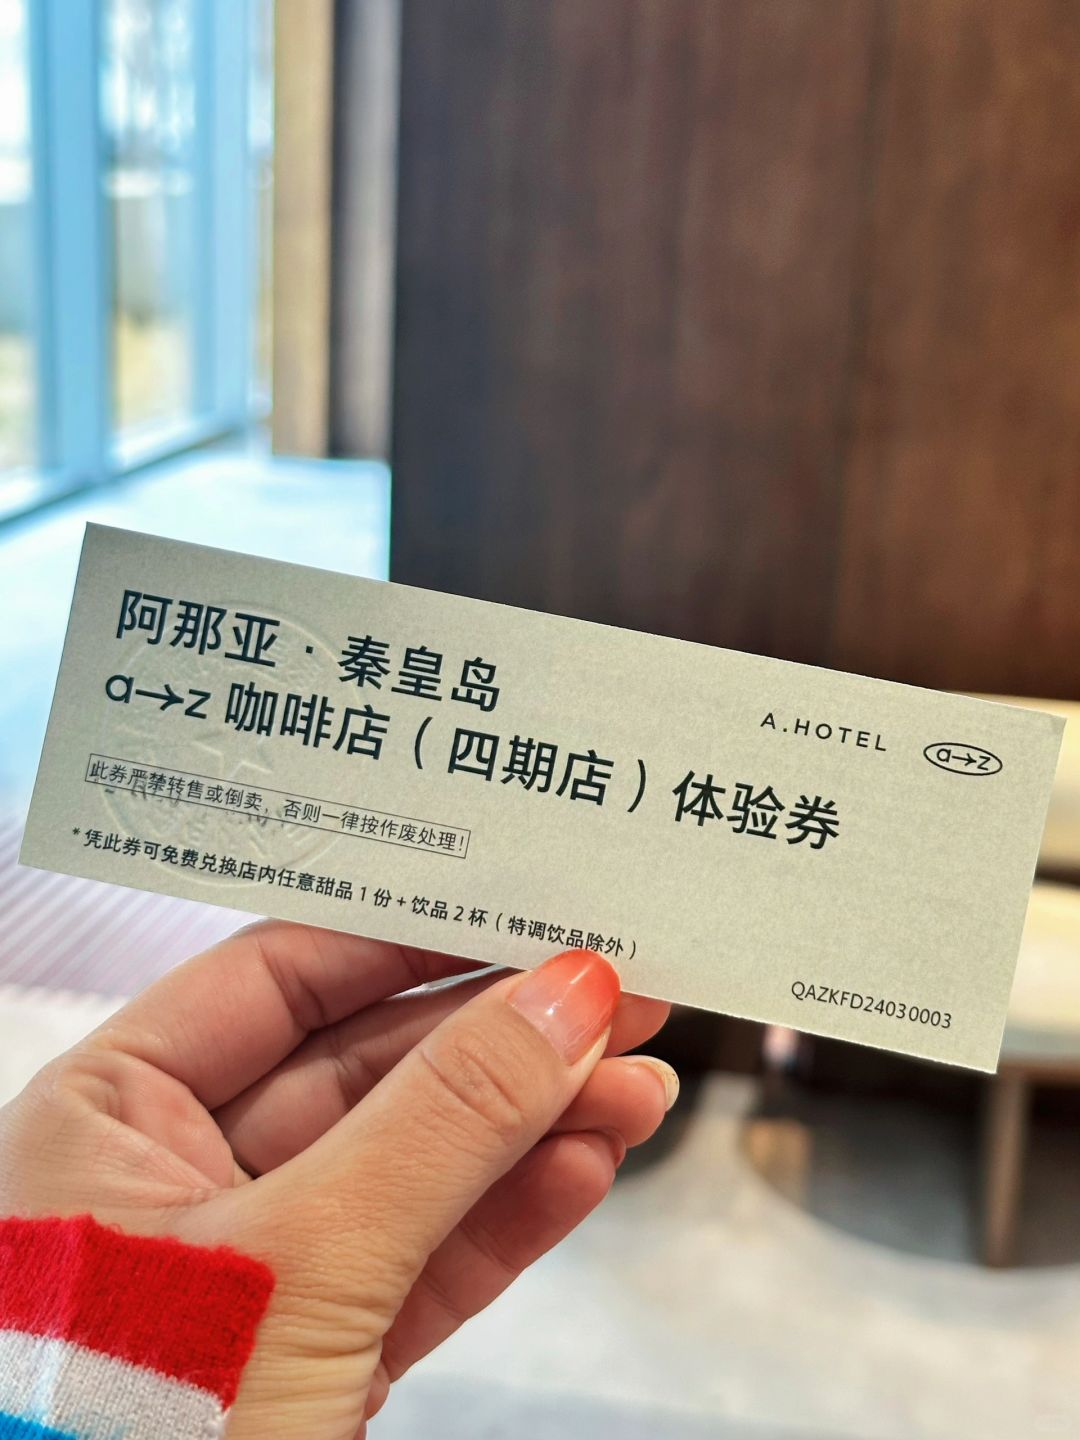 阿那亚·秦皇岛
a→z 咖啡店（四期店）体验券
A.HOTEL
a→z
此券严禁转售或倒卖，否则一律按作废处理！
*凭此券可免费兑换店内任意甜品1份+饮品2杯（特调饮品除外）
QAZKFD24030003